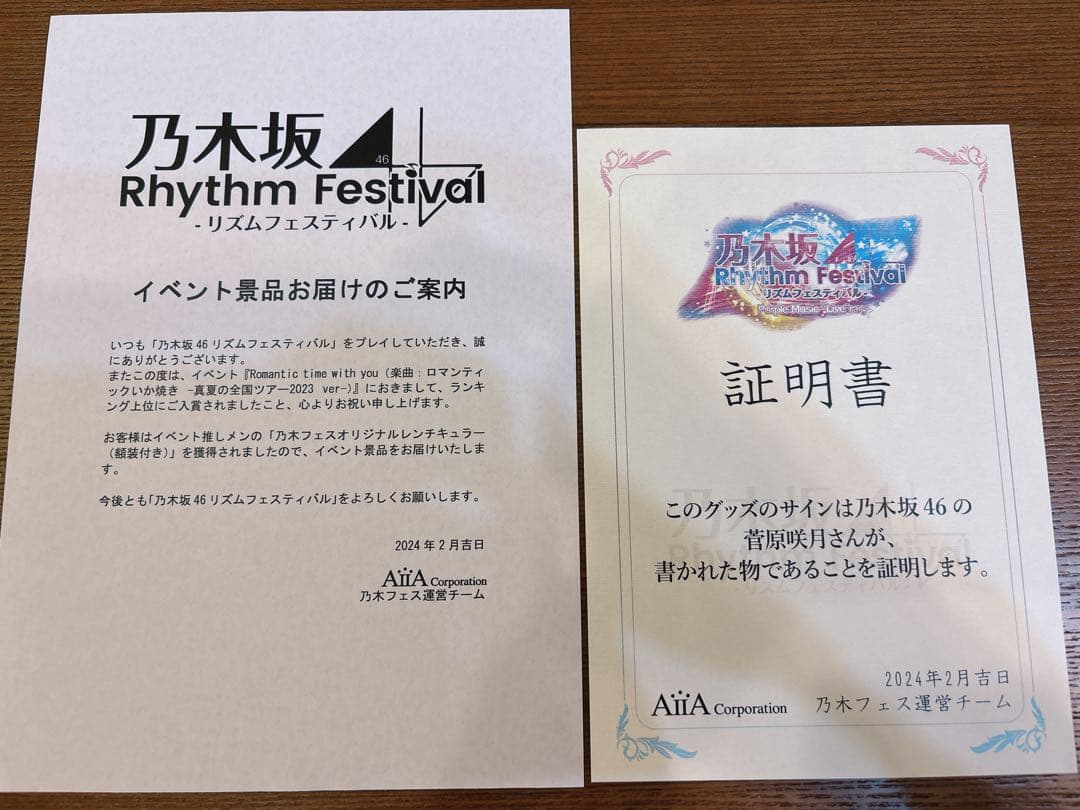 乃木坂46
Rhythm Festival
- リズムフェスティバル -
イベント景品お届けのご案内
いつも「乃木坂 46 リズムフェスティバル」をプレイしていただき、誠
にありがとうございます。
またこの度は、イベント『Romantic time with you（楽曲：ロマンティ
ックいか焼き -真夏の全国ツアー2023 ver-）』におきまして、ランキ
ング上位にご入賞されましたこと、心よりお祝い申し上げます。
お客様はイベント推しメンの「乃木フェスオリジナルレンチキュラー
（額装付き）」を獲得されましたので、イベント景品をお届けいたしま
す。
今後とも「乃木坂 46 リズムフェスティバル」をよろしくお願いします。
2024 年 2 月吉日
AiiA Corporation
乃木フェス運営チーム
乃木坂
Rhythm Festival
- リズムフェスティバル -
Purple Music
証明書
このグッズのサインは乃木坂 46 の
菅原咲月さんが、
書かれた物であることを証明します。
2024年2月吉日
AiiA Corporation 乃木フェス運営チーム